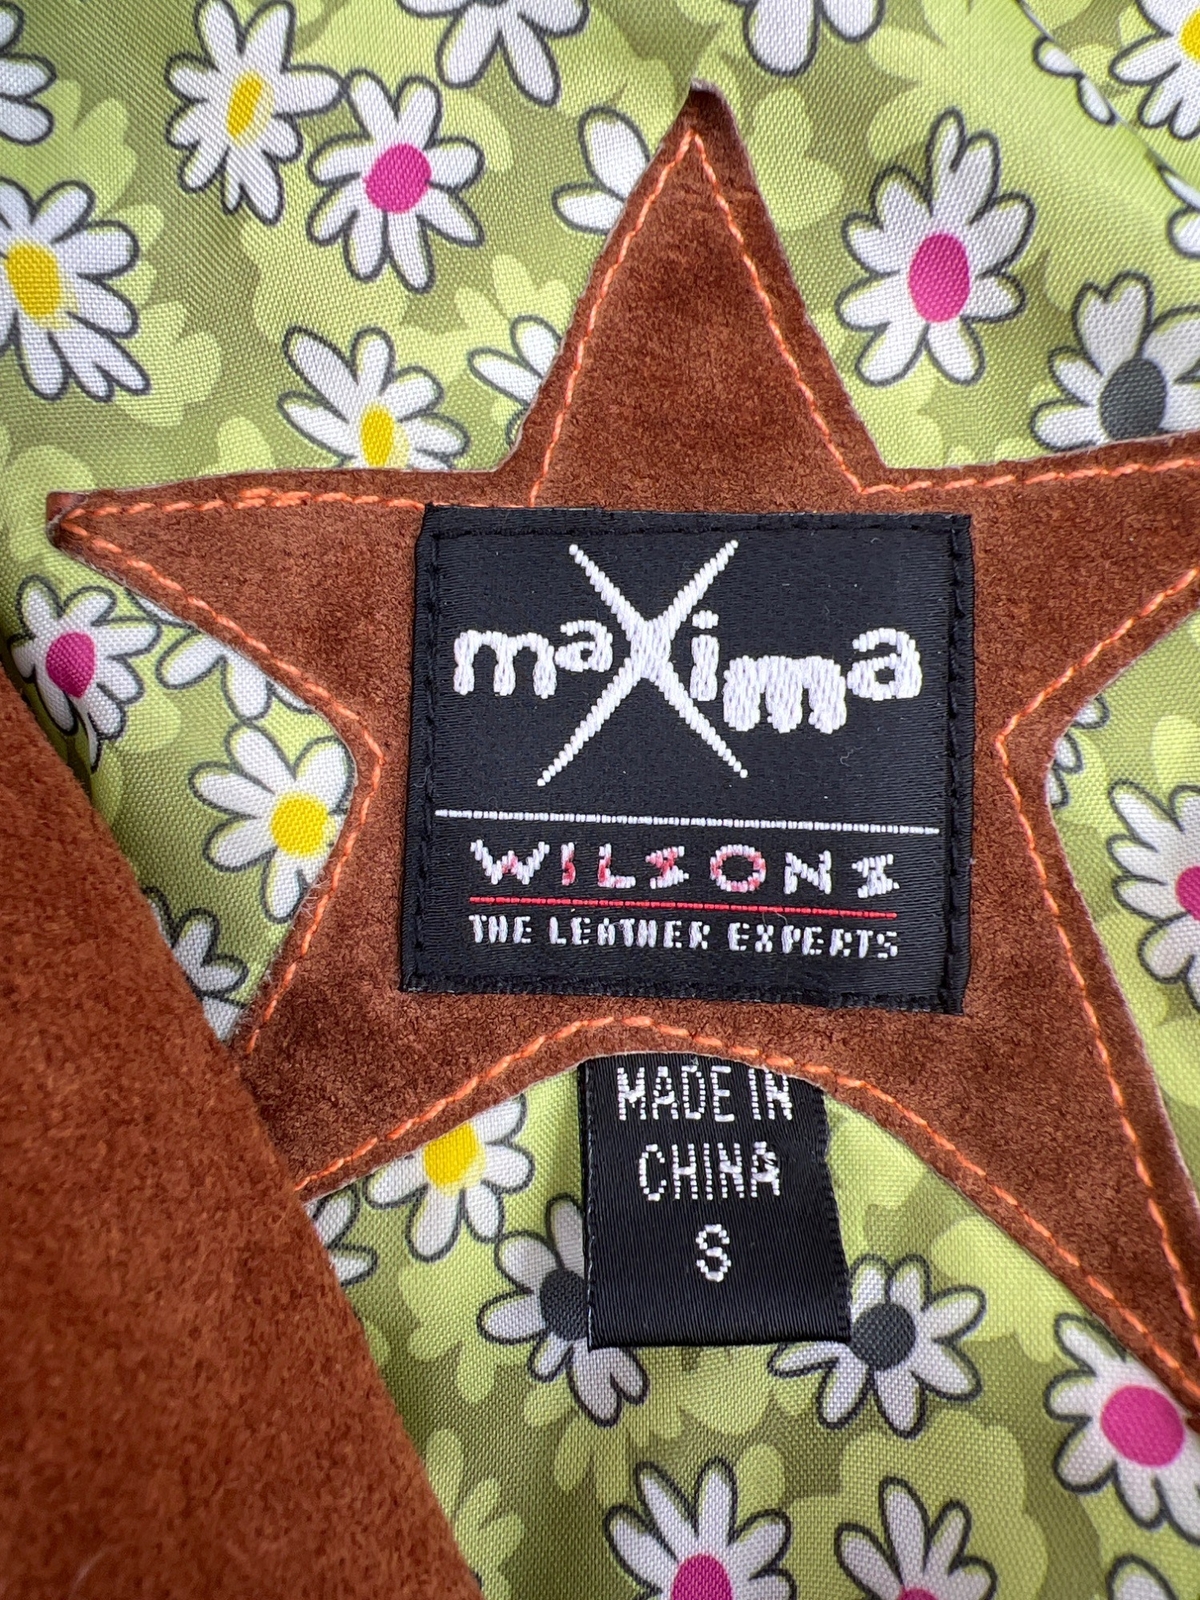 maXima
WILSONS
THE LEATHER EXPERTS
MADE IN
CHINA
S